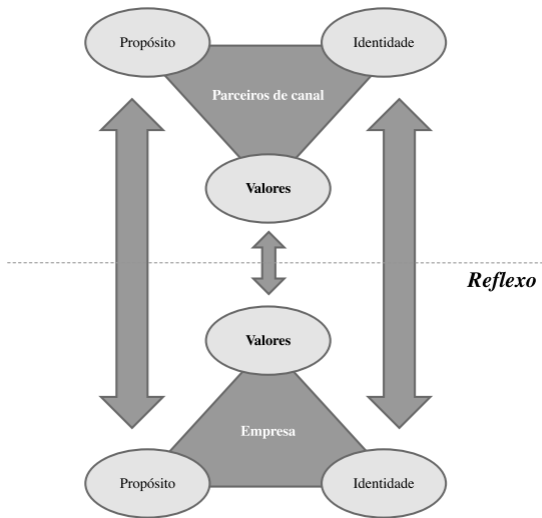 Propósito
Identidade
Parceiros de canal
Valores
Reflexo
Valores
Empresa
Propósito
Identidade